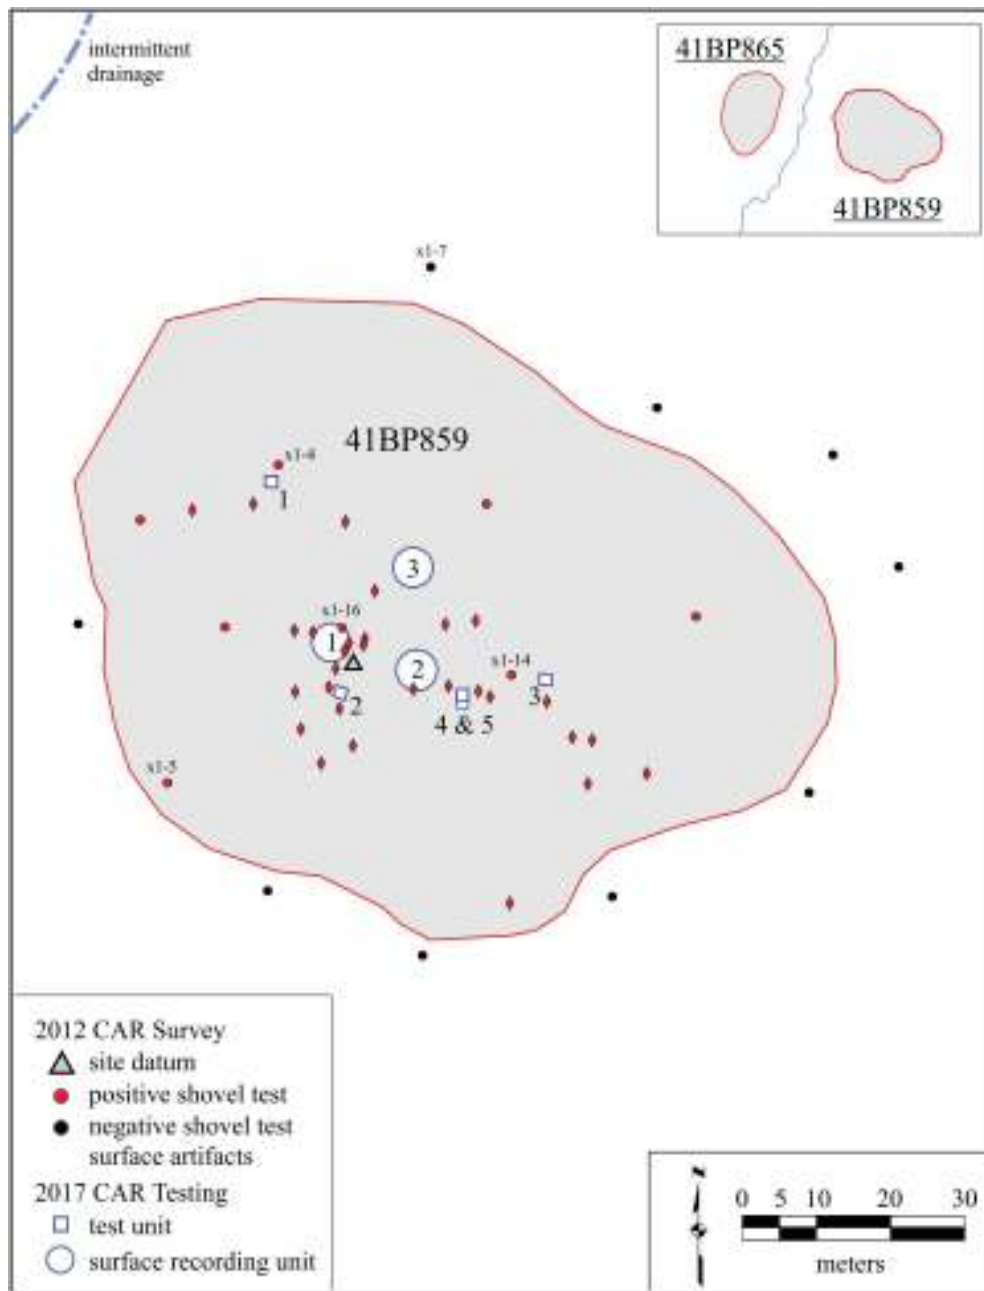 intermittent
drainage
41BP865
41BP859
x1-7
41BP859
x1-8
1
3
x1-16
1
2
x1-14
3
2
4 & 5
x1-5
2012 CAR Survey
site datum
positive shovel test
negative shovel test
surface artifacts
2017 CAR Testing
test unit
surface recording unit
N
0 5 10 20 30
meters